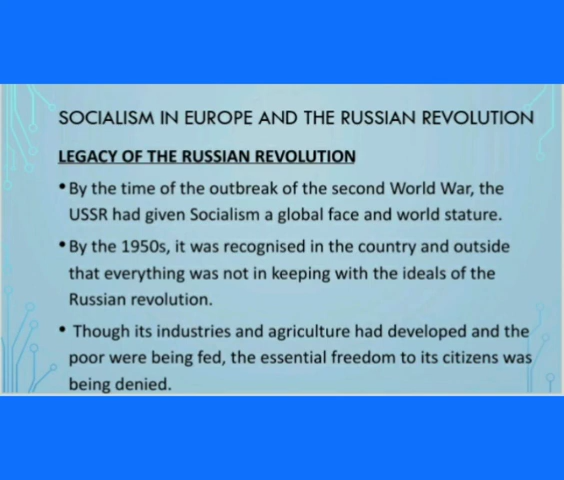 SOCIALISM IN EUROPE AND THE RUSSIAN REVOLUTION
LEGACY OF THE RUSSIAN REVOLUTION
•By the time of the outbreak of the second World War, the
USSR had given Socialism a global face and world stature.
•By the 1950s, it was recognised in the country and outside
that everything was not in keeping with the ideals of the
Russian revolution.
• Though its industries and agriculture had developed and the
poor were being fed, the essential freedom to its citizens was
being denied.